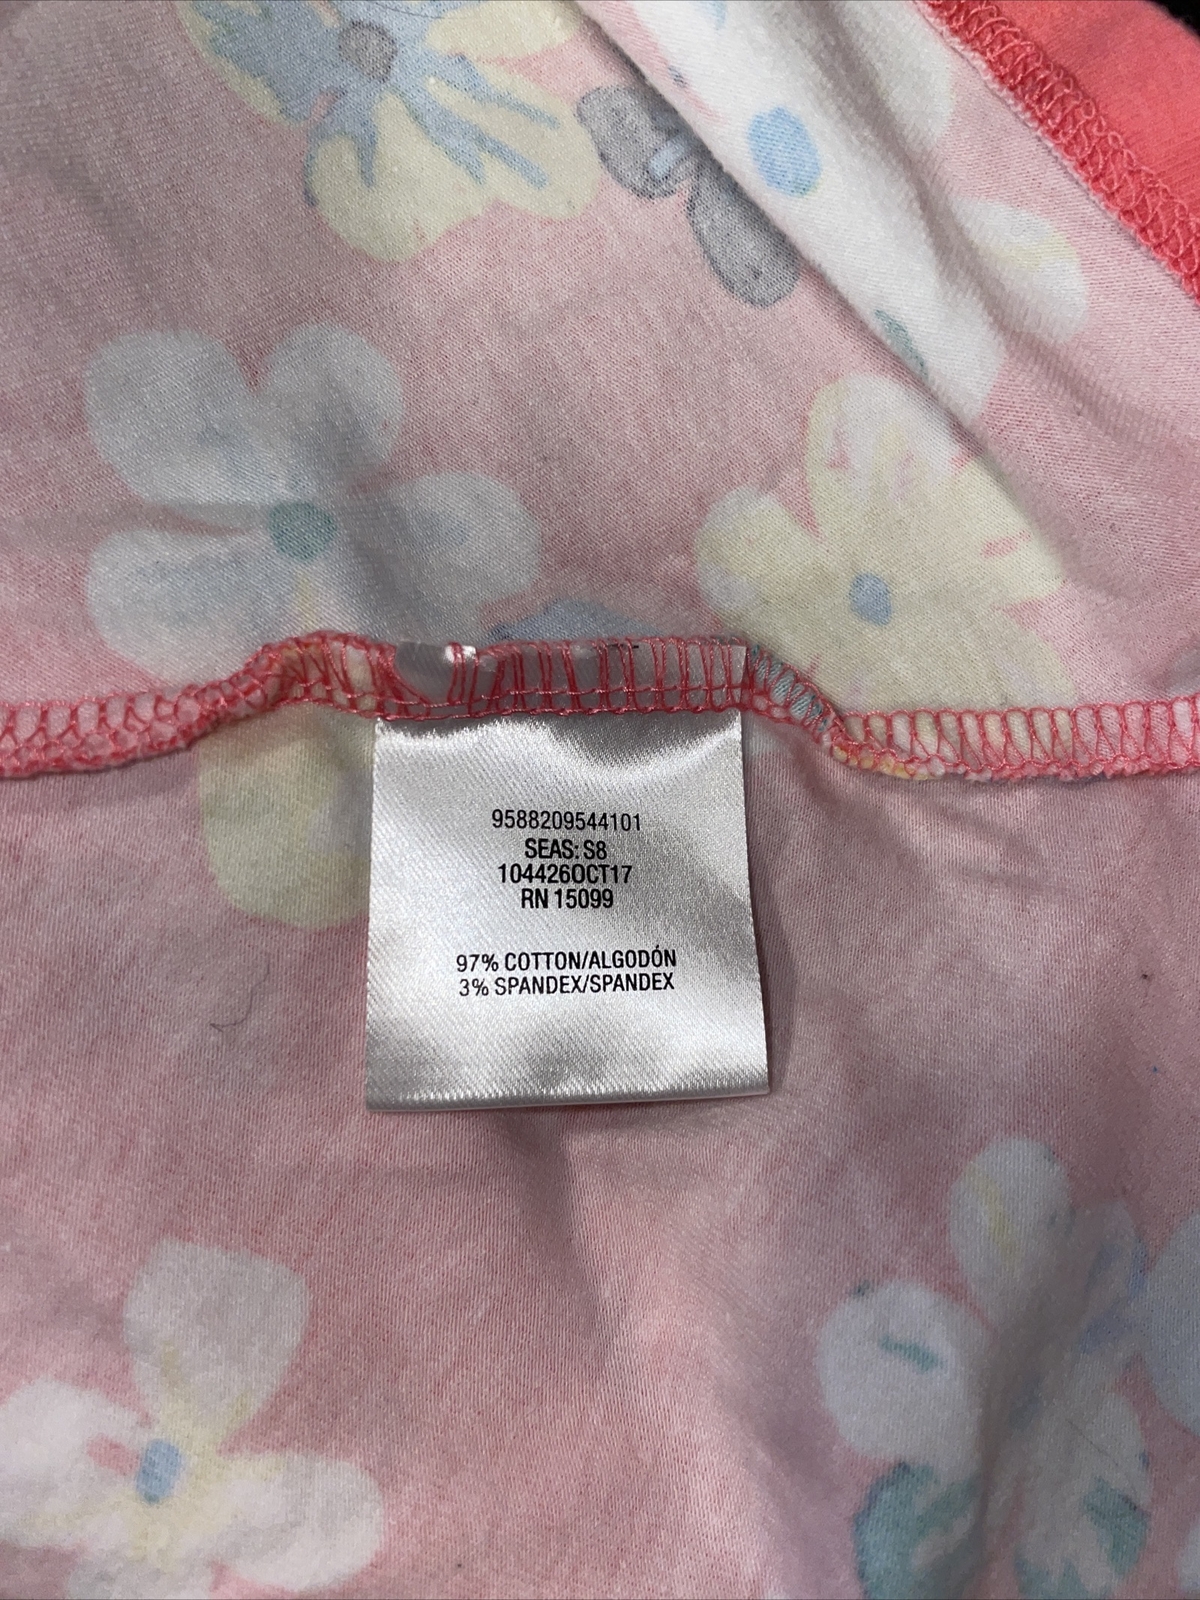 9588209544101
SEAS: S8
104426OCT17
RN 15099
97% COTTON/ALGODÓN
3% SPANDEX/SPANDEX